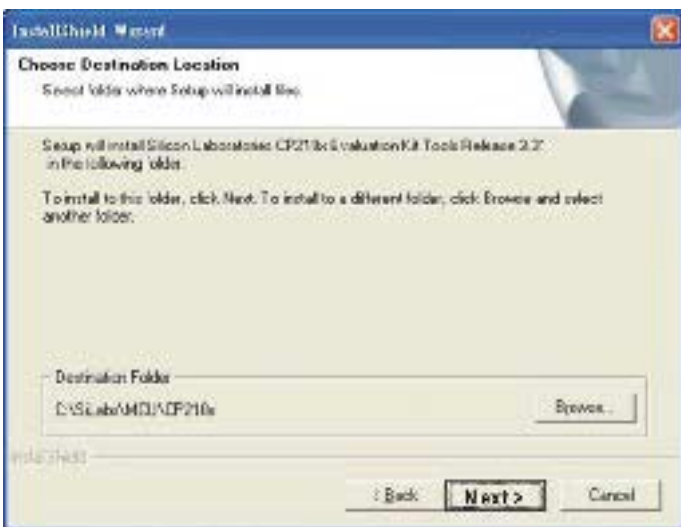 InstallShield Wizard
Choose Destination Location
Select folder where Setup will install files.
Setup will install Silicon Laboratories CP210x Evaluation Kit Tools Release 3.2
in the following folder.
To install to this folder, click Next. To install to a different folder, click Browse and select
another folder.
Destination Folder
C:\SiLabs\MCU\CP210x
Browse...
InstallShield
< Back
Next >
Cancel